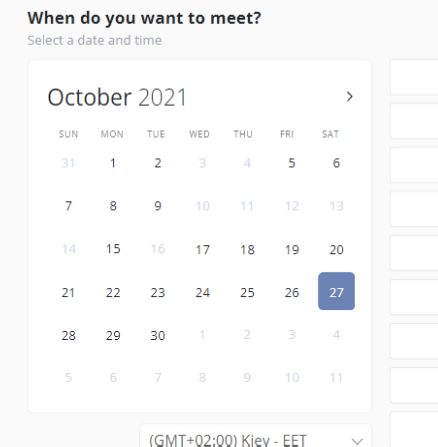 When do you want to meet?
Select a date and time
October 2021
SUN MON TUE WED THU FRI SAT
31 1 2 3 4 5 6
7 8 9 10 11 12 13
14 15 16 17 18 19 20
21 22 23 24 25 26 27
28 29 30 1 2 3 4
5 6 7 8 9 10 11
(GMT+02:00) Kiev - EET